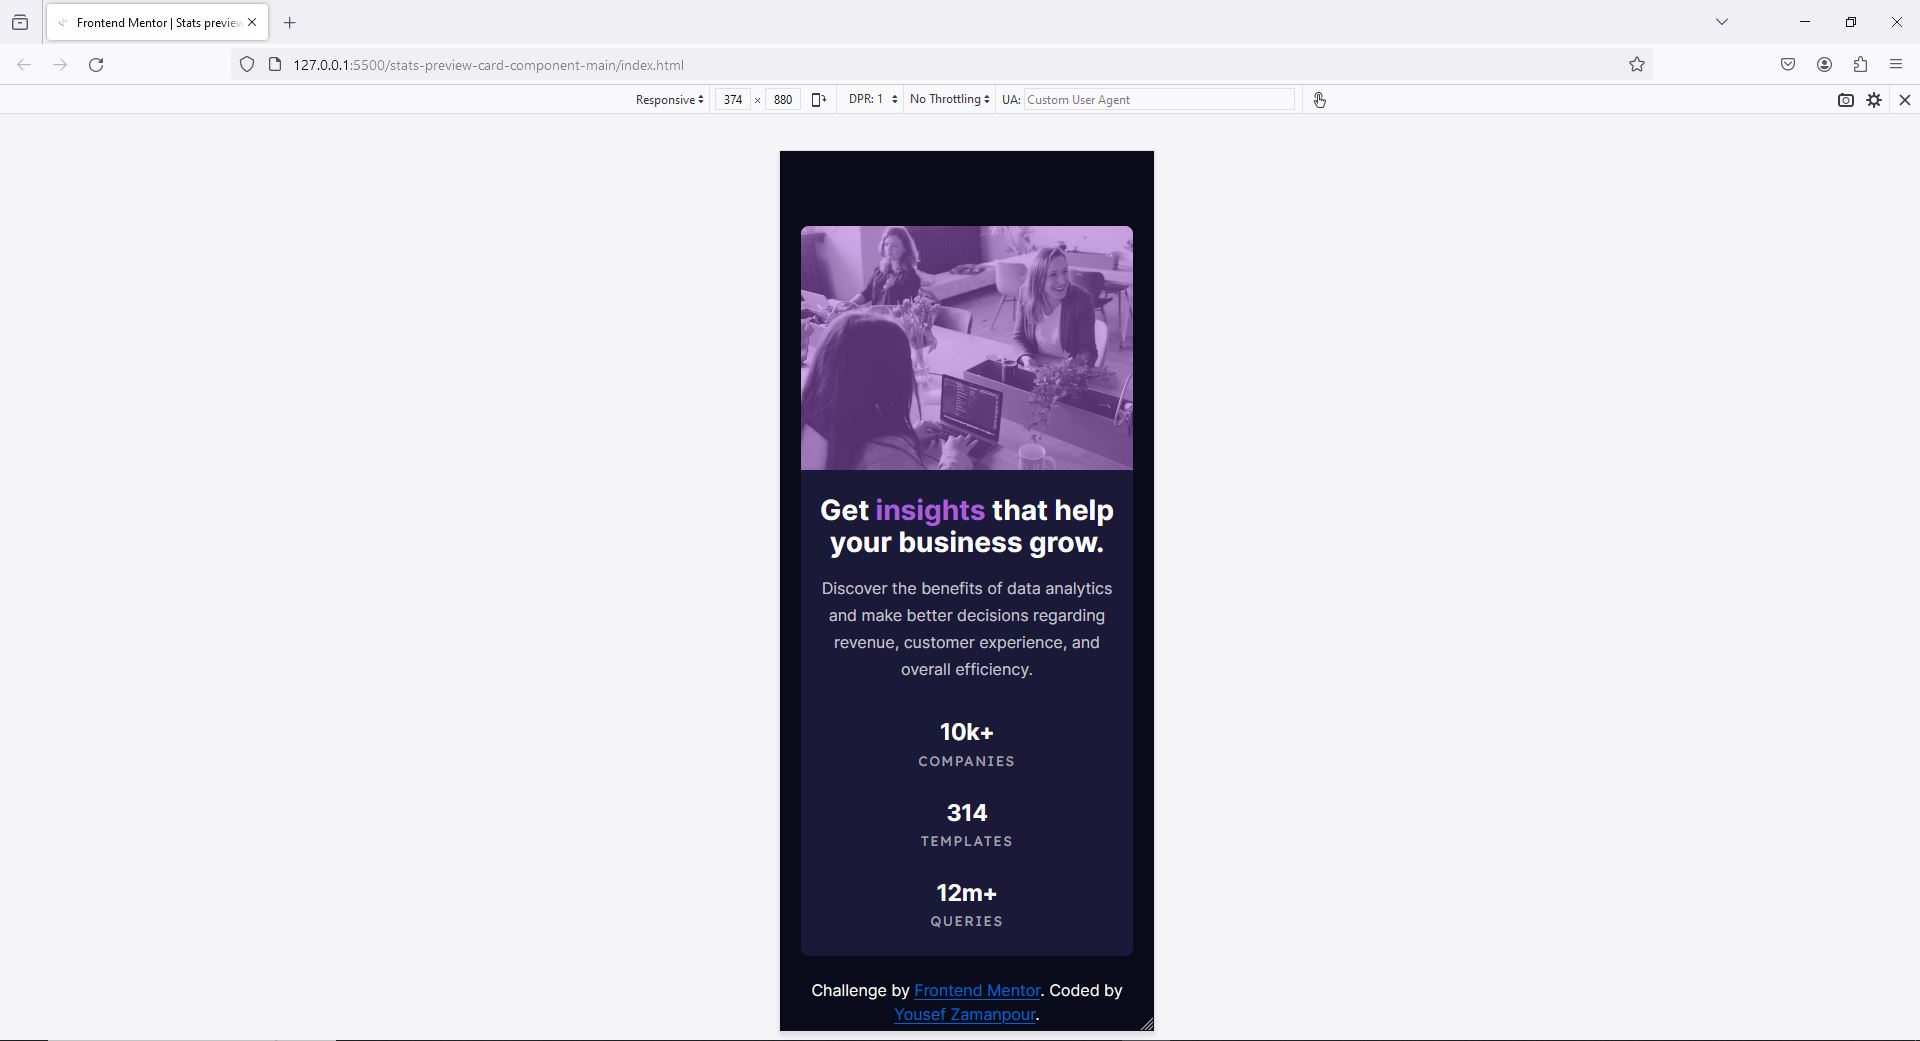 Frontend Mentor | Stats preview
127.0.0.1:5500/stats-preview-card-component-main/index.html
Responsive 374 × 880 DPR: 1 No Throttling UA: Custom User Agent
Get insights that help
your business grow.
Discover the benefits of data analytics
and make better decisions regarding
revenue, customer experience, and
overall efficiency.
10k+
COMPANIES
314
TEMPLATES
12m+
QUERIES
Challenge by Frontend Mentor. Coded by
Yousef Zamanpour.